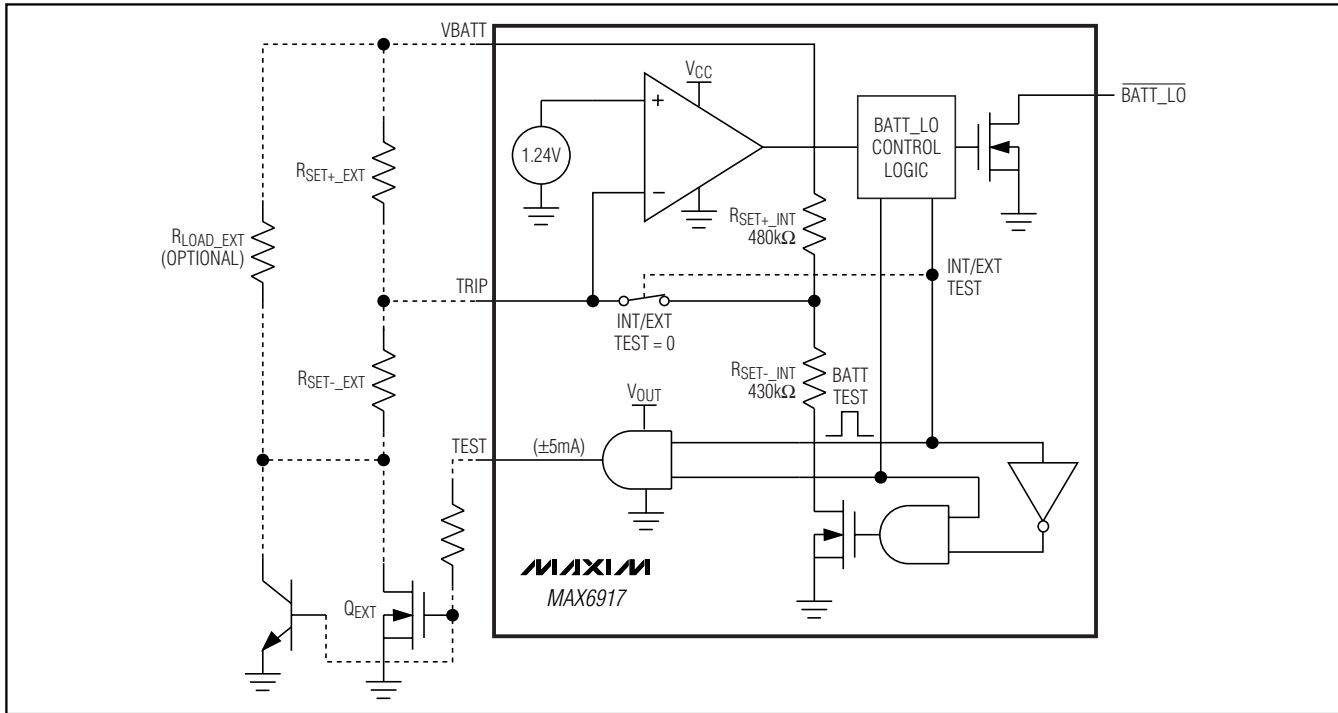 VBATT
VCC
BATT_LO
1.24V
+
−
BATT_LO
CONTROL
LOGIC
RSET+_EXT
RSET+_INT
480kΩ
RLOAD_EXT
(OPTIONAL)
TRIP
INT/EXT
TEST
INT/EXT
TEST = 0
RSET-_EXT
RSET-_INT
430kΩ
BATT
TEST
VOUT
TEST
(±5mA)
MAXIM
MAX6917
QEXT